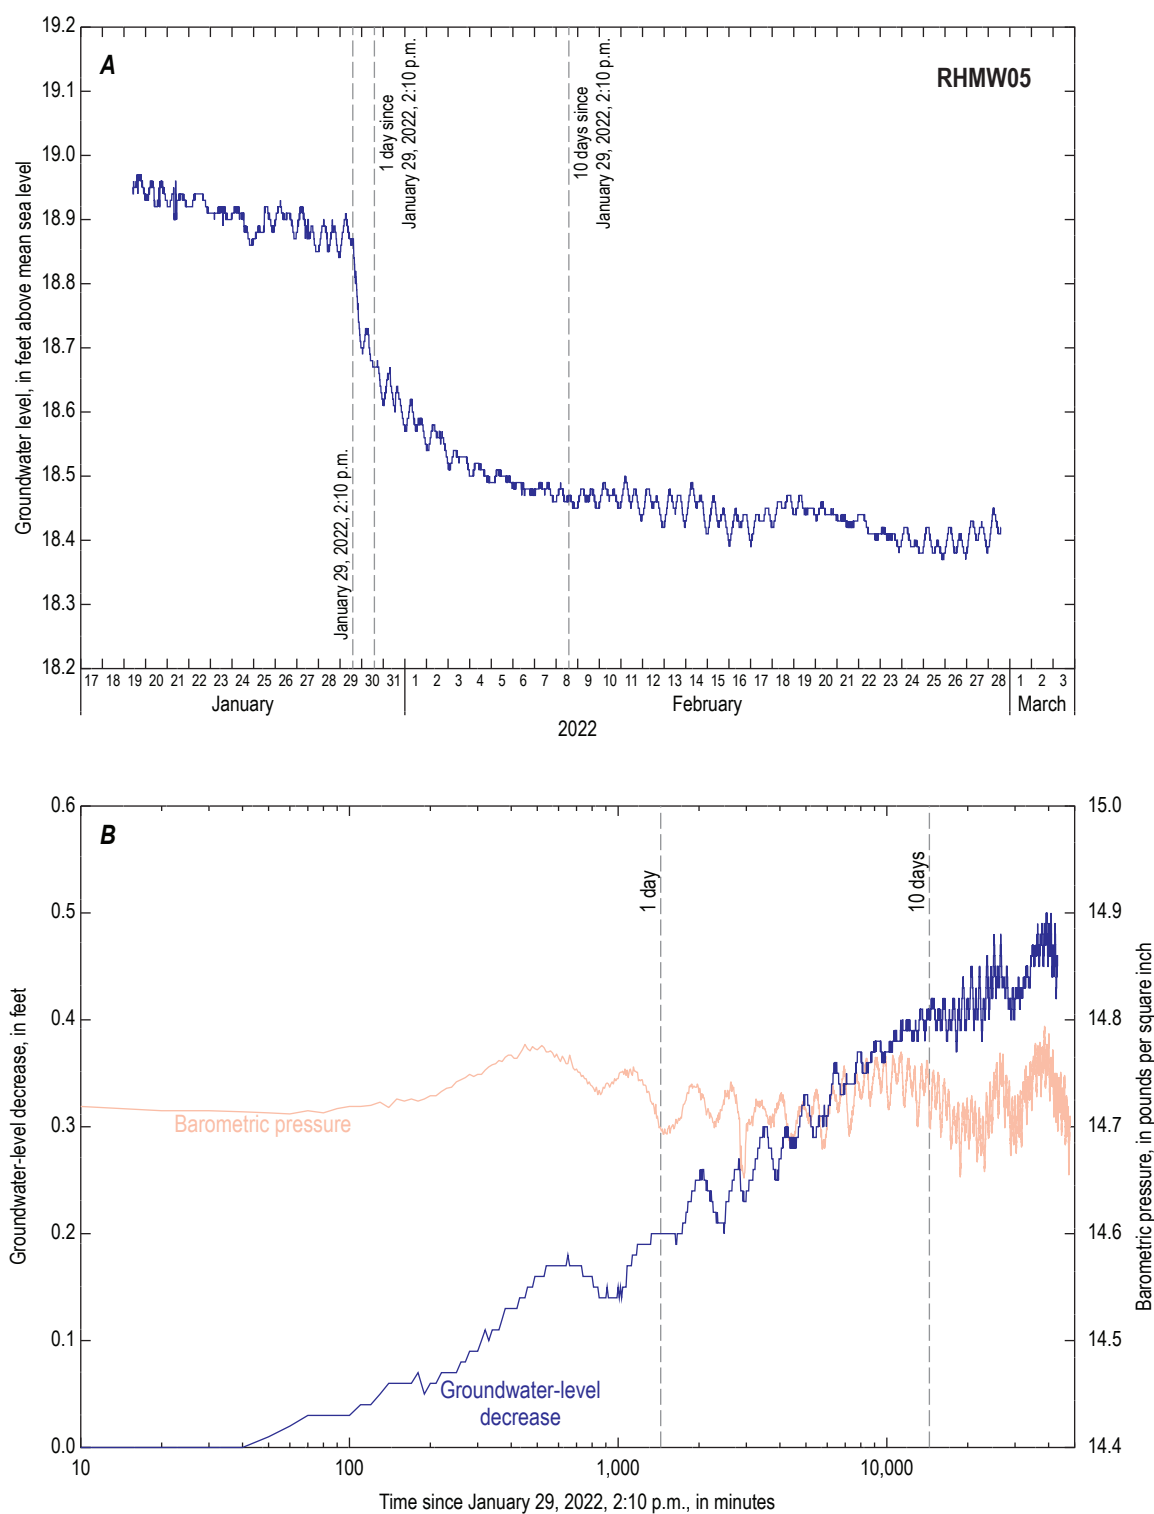 A
RHMW05
19.2
19.1
19.0
18.9
18.8
18.7
18.6
18.5
18.4
18.3
18.2
Groundwater level, in feet above mean sea level
January 29, 2022, 2:10 p.m.
1 day since
January 29, 2022, 2:10 p.m.
10 days since
January 29, 2022, 2:10 p.m.
17 18 19 20 21 22 23 24 25 26 27 28 29 30 31 1 2 3 4 5 6 7 8 9 10 11 12 13 14 15 16 17 18 19 20 21 22 23 24 25 26 27 28 1 2 3
January February March
2022
B
0.6
0.5
0.4
0.3
0.2
0.1
0.0
Groundwater-level decrease, in feet
15.0
14.9
14.8
14.7
14.6
14.5
14.4
Barometric pressure, in pounds per square inch
1 day
10 days
Barometric pressure
Groundwater-level
decrease
10 100 1,000 10,000
Time since January 29, 2022, 2:10 p.m., in minutes